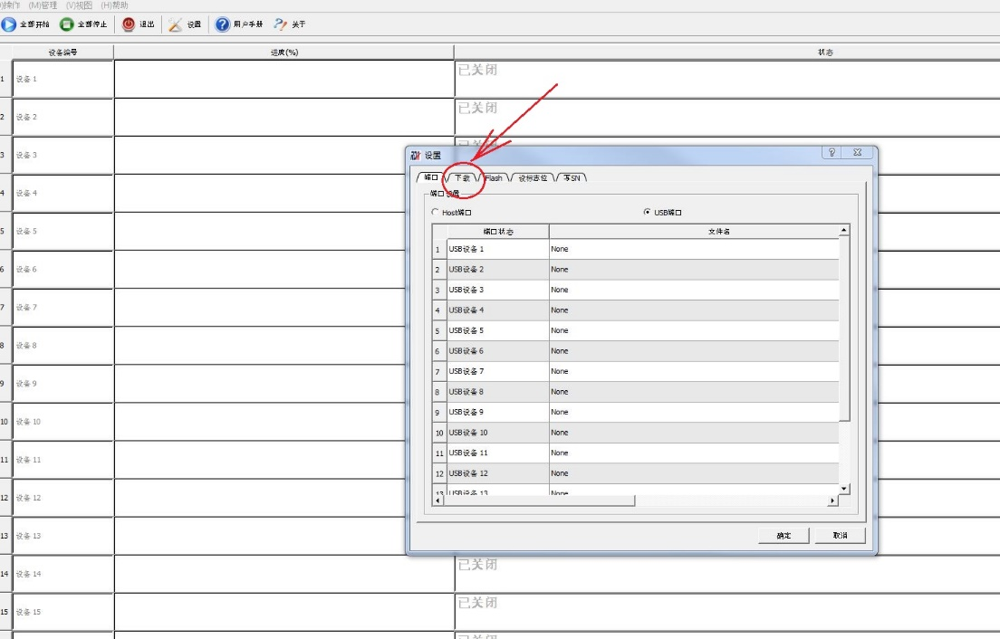 操作 (M)管理 (V)视图 (H)帮助
全部开始 全部停止 退出 设置 用户手册 关于
设备编号 进度(%) 状态
1 设备 1 已关闭
2 设备 2 已关闭
3 设备 3 已关闭
4 设备 4
5 设备 5
6 设备 6
7 设备 7
8 设备 8
9 设备 9
10 设备 10
11 设备 11
12 设备 12
13 设备 13
14 设备 14 已关闭
15 设备 15 已关闭
已关闭
设置
端口 下载 Flash 设标志位 写SN
端口设置
Host端口 USB端口
端口状态 文件名
1 USB设备 1 None
2 USB设备 2 None
3 USB设备 3 None
4 USB设备 4 None
5 USB设备 5 None
6 USB设备 6 None
7 USB设备 7 None
8 USB设备 8 None
9 USB设备 9 None
10 USB设备 10 None
11 USB设备 11 None
12 USB设备 12 None
13 USB设备 13 None
确定 取消